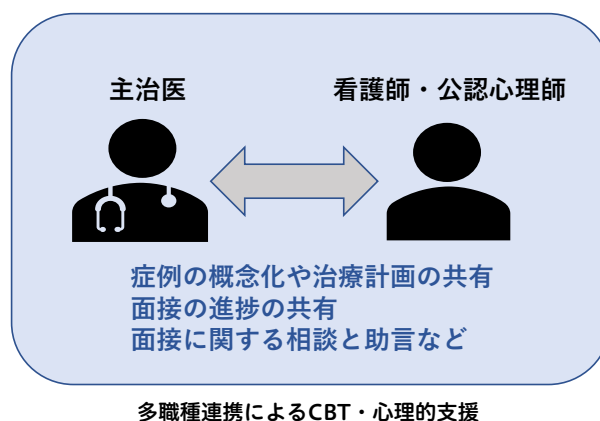 主治医
看護師・公認心理師
症例の概念化や治療計画の共有
面接の進捗の共有
面接に関する相談と助言など
多職種連携によるCBT・心理的支援